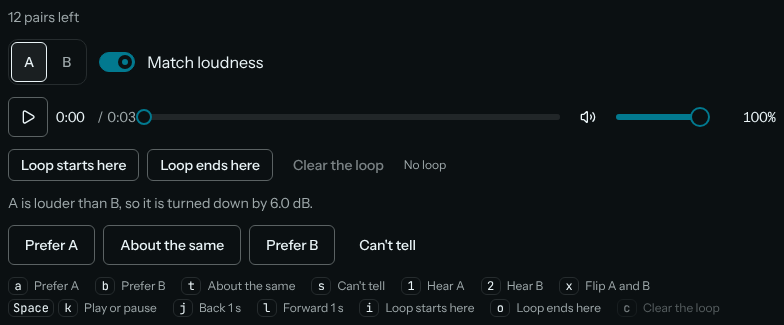 12 pairs left
A B Match loudness
0:00 / 0:03 100%
Loop starts here Loop ends here Clear the loop No loop
A is louder than B, so it is turned down by 6.0 dB.
Prefer A About the same Prefer B Can't tell
a Prefer A b Prefer B t About the same s Can't tell 1 Hear A 2 Hear B x Flip A and B
Space k Play or pause j Back 1 s l Forward 1 s i Loop starts here o Loop ends here c Clear the loop